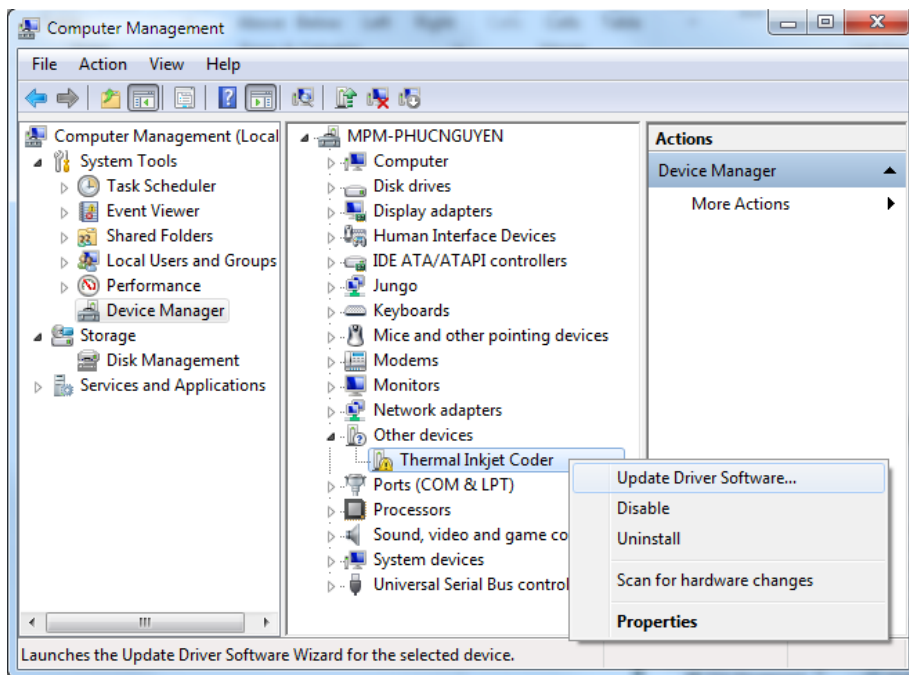 Computer Management
File Action View Help
Computer Management (Local
System Tools
Task Scheduler
Event Viewer
Shared Folders
Local Users and Groups
Performance
Device Manager
Storage
Disk Management
Services and Applications
MPM-PHUCNGUYEN
Computer
Disk drives
Display adapters
Human Interface Devices
IDE ATA/ATAPI controllers
Jungo
Keyboards
Mice and other pointing devices
Modems
Monitors
Network adapters
Other devices
Thermal Inkjet Coder
Ports (COM & LPT)
Processors
Sound, video and game co
System devices
Universal Serial Bus control
Actions
Device Manager
More Actions
Update Driver Software...
Disable
Uninstall
Scan for hardware changes
Properties
Launches the Update Driver Software Wizard for the selected device.